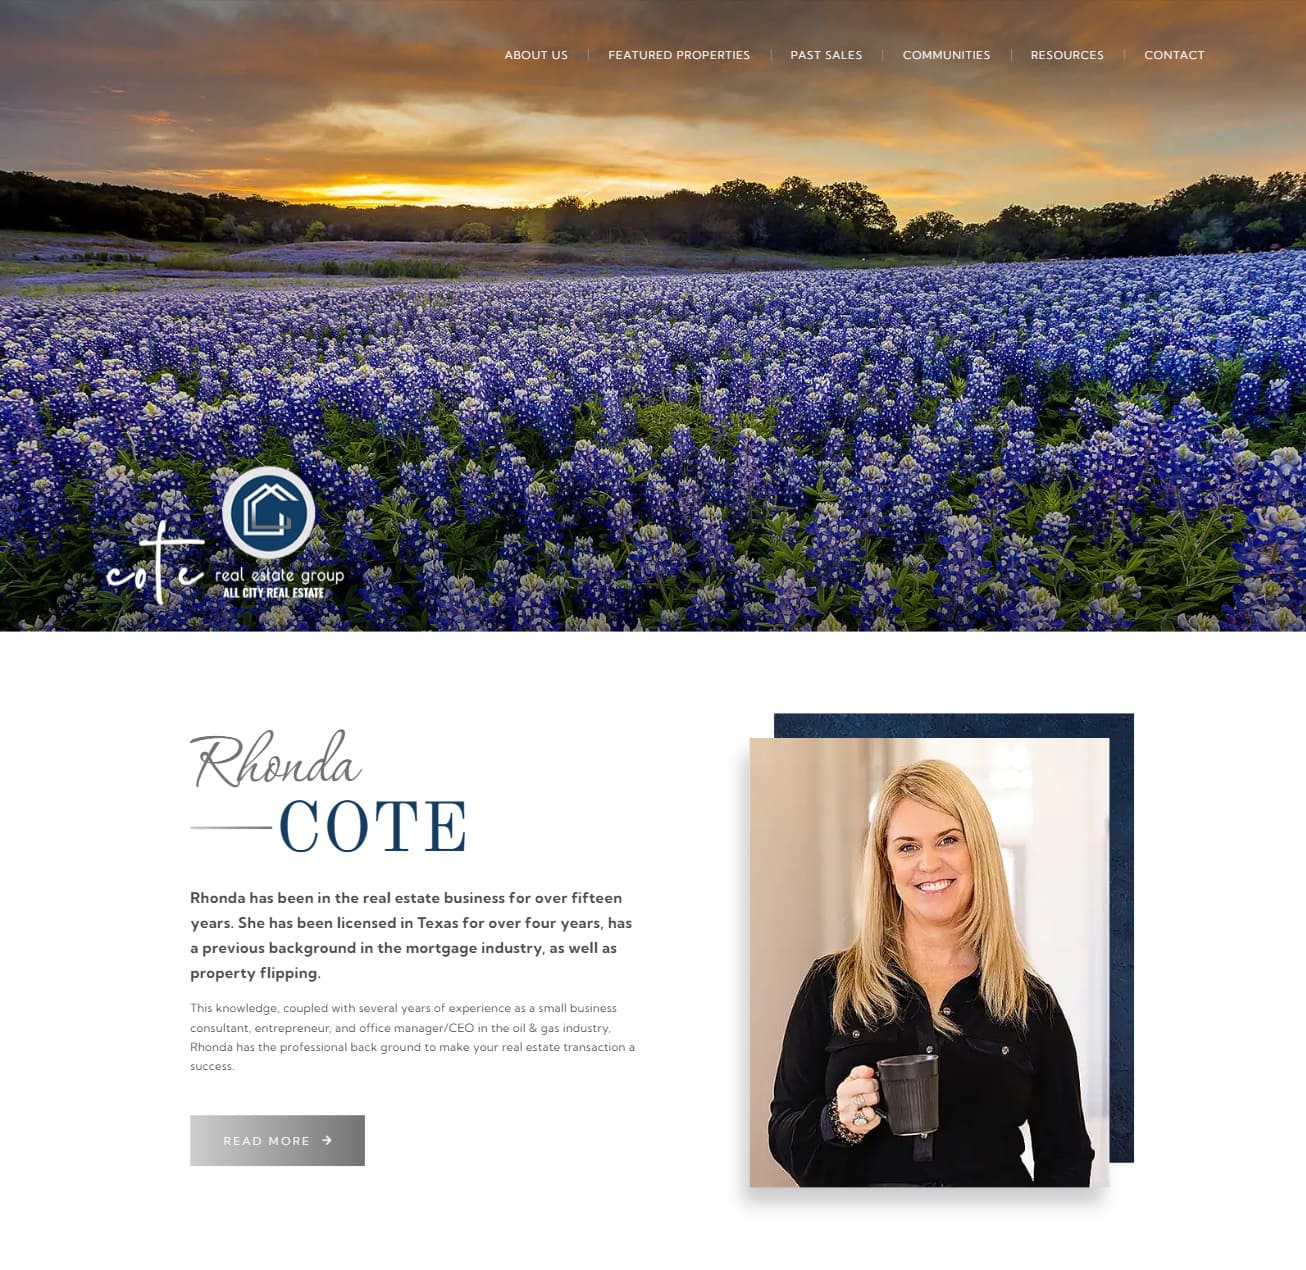 ABOUT US
FEATURED PROPERTIES
PAST SALES
COMMUNITIES
RESOURCES
CONTACT
cote real estate group
ALL CITY REAL ESTATE
Rhonda
COTE
Rhonda has been in the real estate business for over fifteen
years. She has been licensed in Texas for over four years, has
a previous background in the mortgage industry, as well as
property flipping.
This knowledge, coupled with several years of experience as a small business
consultant, entrepreneur, and office manager/CEO in the oil & gas industry,
Rhonda has the professional back ground to make your real estate transaction a
success.
READ MORE